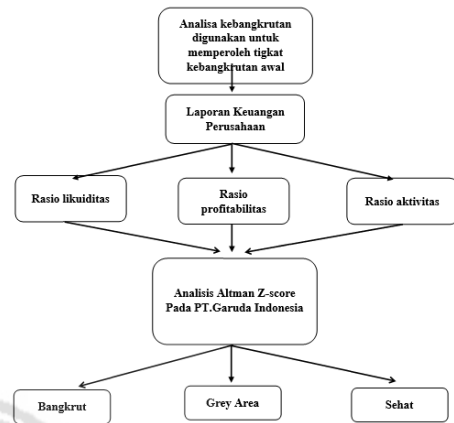 Analisa kebangkrutan
digunakan untuk
memperoleh tigkat
kebangkrutan awal
Laporan Keuangan
Perusahaan
Rasio likuiditas
Rasio
profitabilitas
Rasio aktivitas
Analisis Altman Z-score
Pada PT.Garuda Indonesia
Bangkrut
Grey Area
Sehat